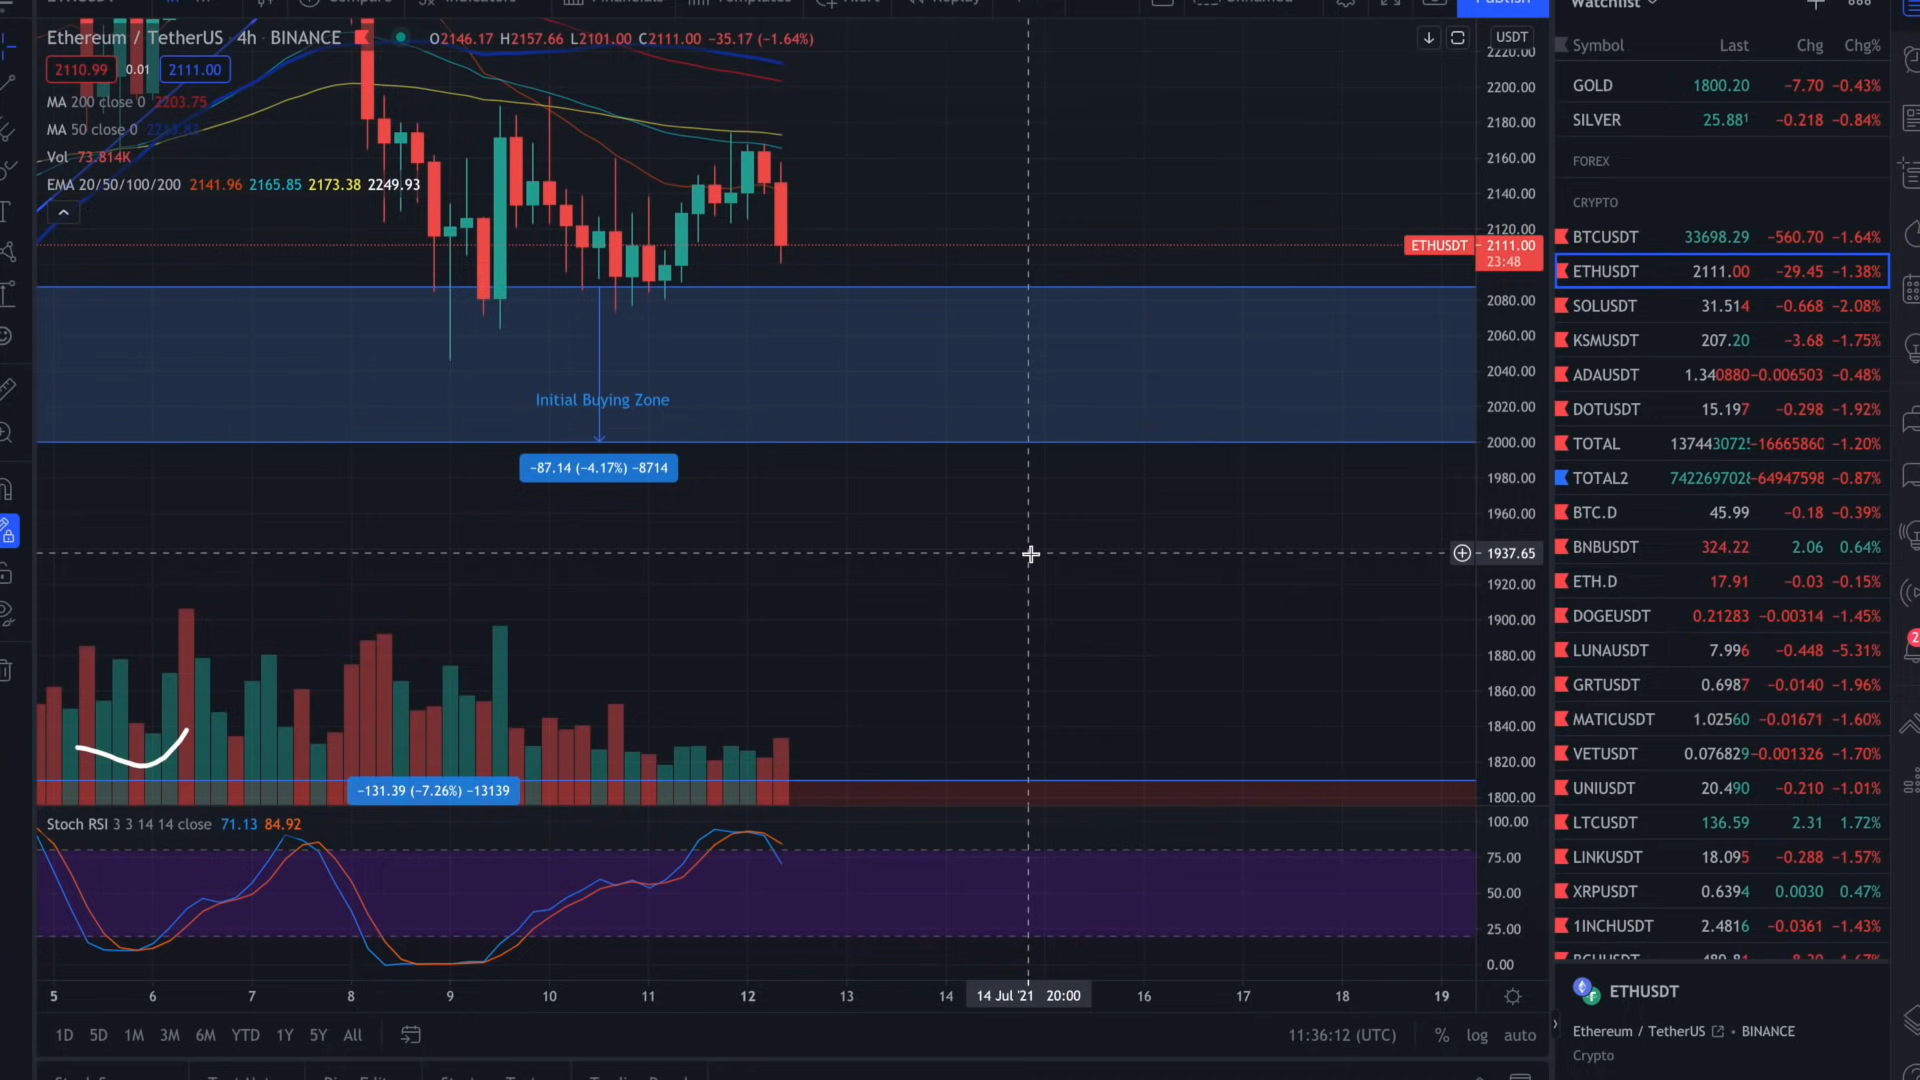 Watchlist
Publish
Ethereum / TetherUS · 4h · BINANCE O2146.17 H2157.66 L2101.00 C2111.00 −35.17 (−1.64%)
2110.99 0.01 2111.00
MA 200 close 0 2203.75
MA 50 close 0
Vol 73.814K
EMA 20/50/100/200 2141.96 2165.85 2173.38 2249.93
USDT
2220.00
2200.00
2180.00
2160.00
2140.00
2120.00
ETHUSDT 2111.00
23:48
2080.00
2060.00
2040.00
2020.00
2000.00
1980.00
1960.00
1937.65
1920.00
1900.00
1880.00
1860.00
1840.00
1820.00
1800.00
Initial Buying Zone
−87.14 (−4.17%) −8714
−131.39 (−7.26%) −13139
Stoch RSI 3 3 14 14 close 71.13 84.92
100.00
75.00
50.00
25.00
0.00
5 6 7 8 9 10 11 12 13 14 14 Jul '21 20:00 16 17 18 19
1D 5D 1M 3M 6M YTD 1Y 5Y All
11:36:12 (UTC) % log auto
Symbol Last Chg Chg%
GOLD 1800.20 −7.70 −0.43%
SILVER 25.88¹ −0.218 −0.84%
FOREX
CRYPTO
BTCUSDT 33698.29 −560.70 −1.64%
ETHUSDT 2111.00 −29.45 −1.38%
SOLUSDT 31.514 −0.668 −2.08%
KSMUSDT 207.20 −3.68 −1.75%
ADAUSDT 1.340880 −0.006503 −0.48%
DOTUSDT 15.197 −0.298 −1.92%
TOTAL −16665860 −1.20%
TOTAL2 −64947598 −0.87%
BTC.D 45.99 −0.18 −0.39%
BNBUSDT 324.22 2.06 0.64%
ETH.D 17.91 −0.03 −0.15%
DOGEUSDT 0.21283 −0.00314 −1.45%
LUNAUSDT 7.996 −0.448 −5.31%
GRTUSDT 0.6987 −0.0140 −1.96%
MATICUSDT 1.02560 −0.01671 −1.60%
VETUSDT 0.076829 −0.001326 −1.70%
UNIUSDT 20.490 −0.210 −1.01%
LTCUSDT 136.59 2.31 1.72%
LINKUSDT 18.095 −0.288 −1.57%
XRPUSDT 0.6394 0.0030 0.47%
1INCHUSDT 2.4816 −0.0361 −1.43%
ETHUSDT
Ethereum / TetherUS • BINANCE
Crypto
2